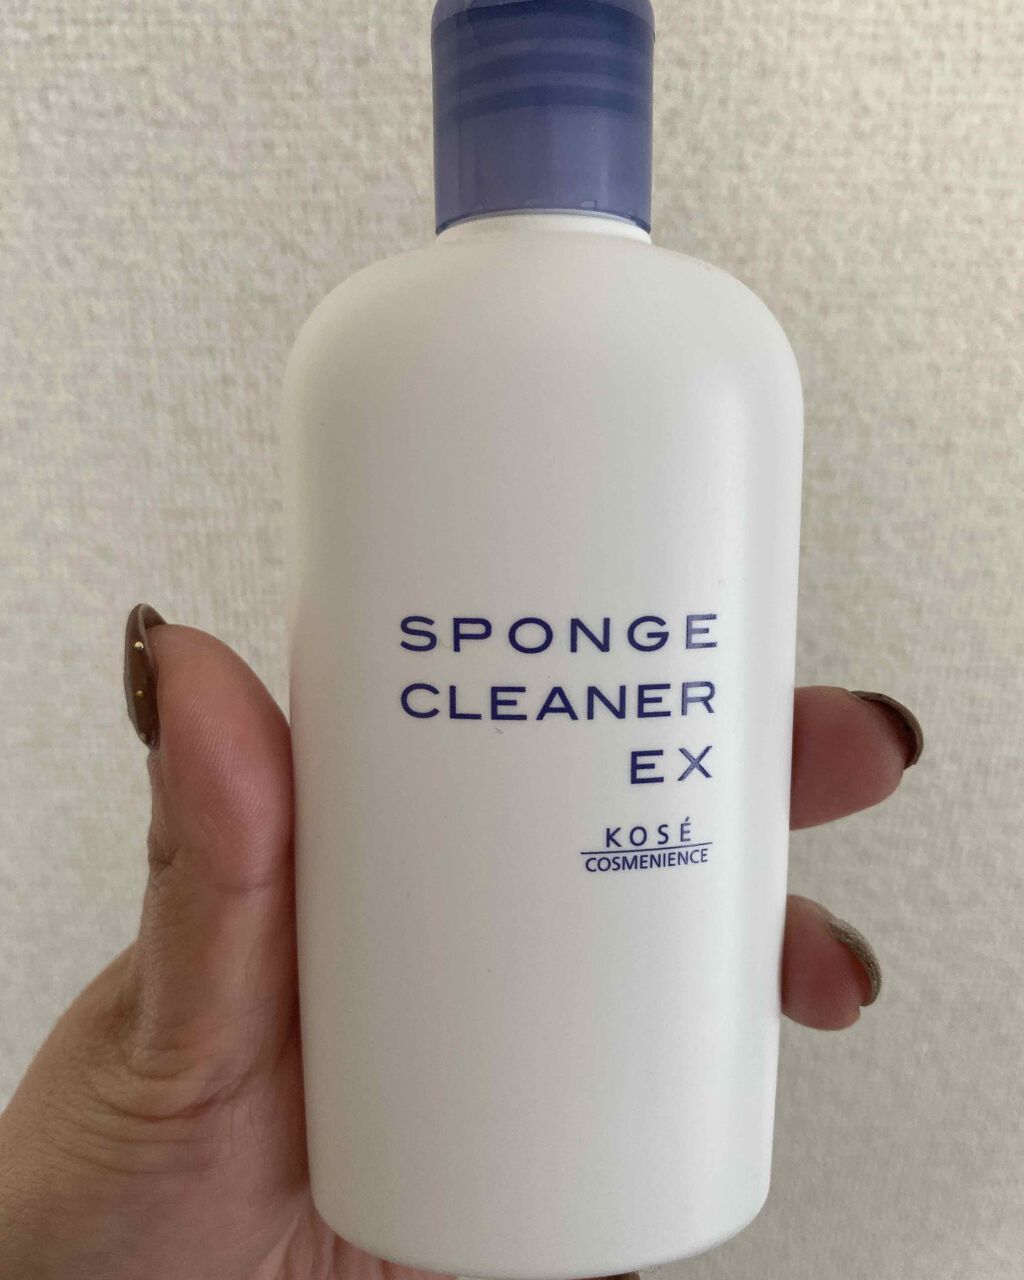 SPONGE
CLEANER
EX
KOSÉ
COSMENIENCE